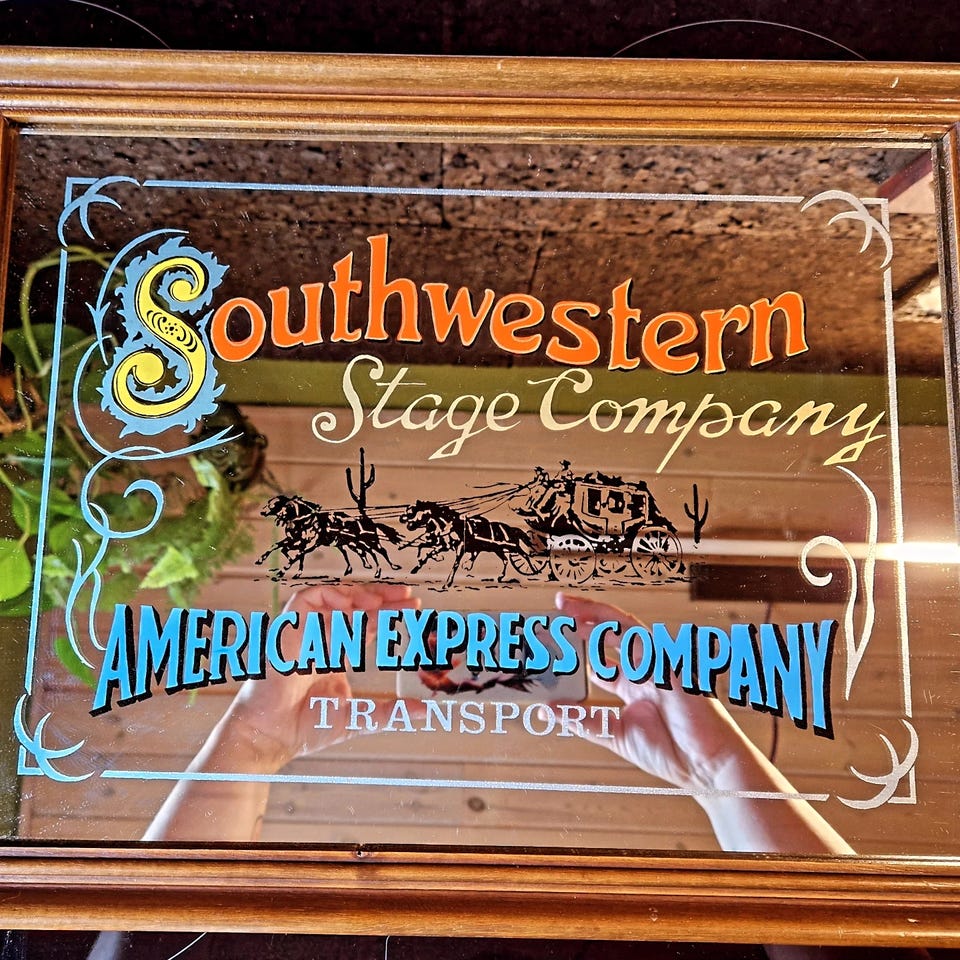 Southwestern
Stage Company
AMERICAN EXPRESS COMPANY
TRANSPORT